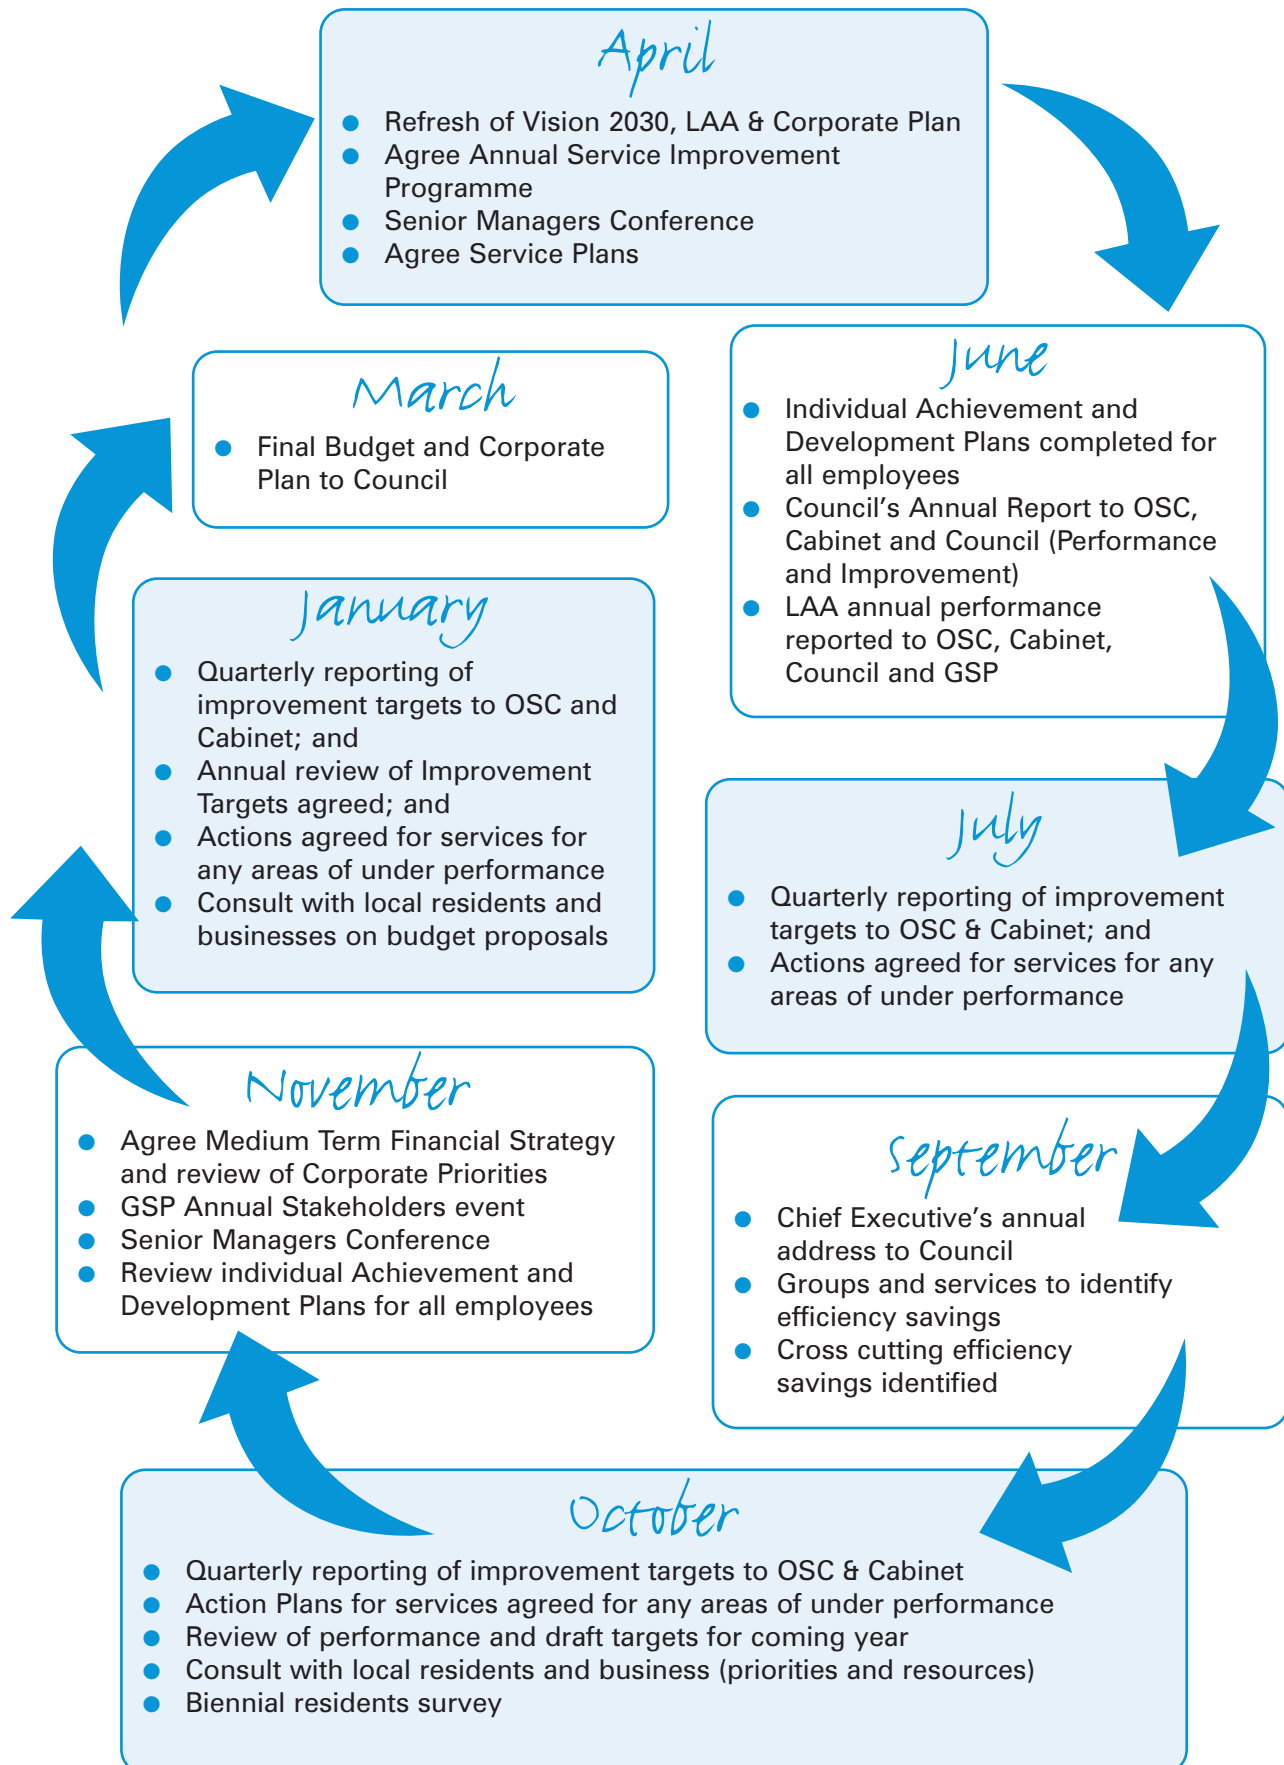 April
Refresh of Vision 2030, LAA & Corporate Plan
Agree Annual Service Improvement
Programme
Senior Managers Conference
Agree Service Plans
June
Individual Achievement and
Development Plans completed for
all employees
Council's Annual Report to OSC,
Cabinet and Council (Performance
and Improvement)
LAA annual performance
reported to OSC, Cabinet,
Council and GSP
July
Quarterly reporting of improvement
targets to OSC & Cabinet; and
Actions agreed for services for any
areas of under performance
September
Chief Executive's annual
address to Council
Groups and services to identify
efficiency savings
Cross cutting efficiency
savings identified
October
Quarterly reporting of improvement targets to OSC & Cabinet
Action Plans for services agreed for any areas of under performance
Review of performance and draft targets for coming year
Consult with local residents and business (priorities and resources)
Biennial residents survey
November
Agree Medium Term Financial Strategy
and review of Corporate Priorities
GSP Annual Stakeholders event
Senior Managers Conference
Review individual Achievement and
Development Plans for all employees
January
Quarterly reporting of
improvement targets to OSC and
Cabinet; and
Annual review of Improvement
Targets agreed; and
Actions agreed for services for
any areas of under performance
Consult with local residents and
businesses on budget proposals
March
Final Budget and Corporate
Plan to Council